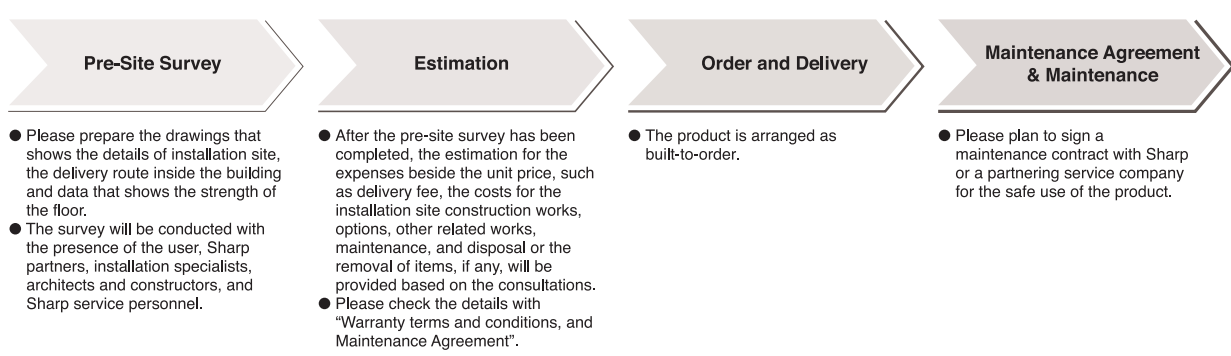 Pre-Site Survey
● Please prepare the drawings that
shows the details of installation site,
the delivery route inside the building
and data that shows the strength of
the floor.
● The survey will be conducted with
the presence of the user, Sharp
partners, installation specialists,
architects and constructors, and
Sharp service personnel.
Estimation
● After the pre-site survey has been
completed, the estimation for the
expenses beside the unit price, such
as delivery fee, the costs for the
installation site construction works,
options, other related works,
maintenance, and disposal or the
removal of items, if any, will be
provided based on the consultations.
● Please check the details with
“Warranty terms and conditions, and
Maintenance Agreement”.
Order and Delivery
● The product is arranged as
built-to-order.
Maintenance Agreement
& Maintenance
● Please plan to sign a
maintenance contract with Sharp
or a partnering service company
for the safe use of the product.